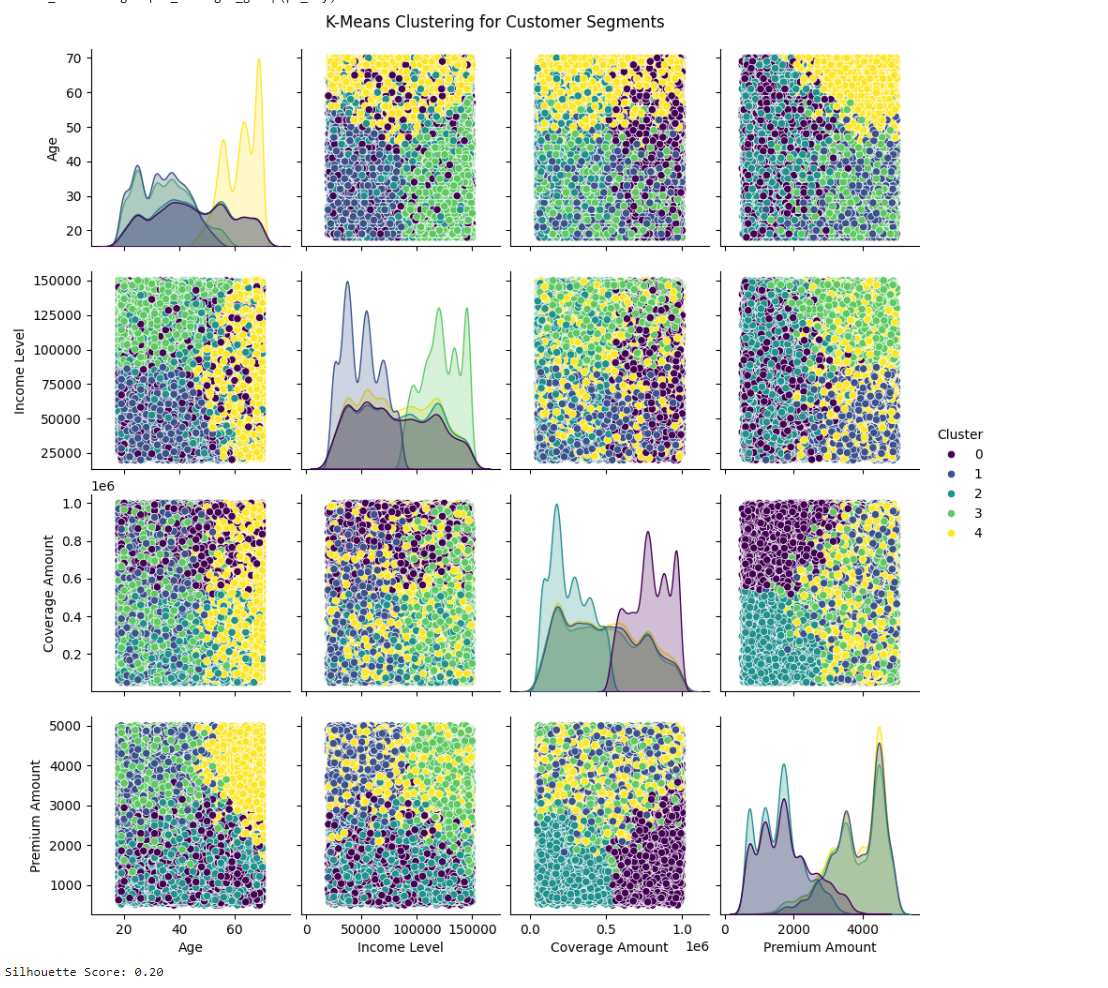 K-Means Clustering for Customer Segments
70
60
50
40
30
20
Age
150000
125000
100000
75000
50000
25000
Income Level
1e6
1.0
0.8
0.6
0.4
0.2
Coverage Amount
Cluster
0
1
2
3
4
5000
4000
3000
2000
1000
Premium Amount
20 40 60
0 50000 100000 150000
0.0 0.5 1.0
1e6
0 2000 4000
Age Income Level Coverage Amount Premium Amount
Silhouette Score: 0.20